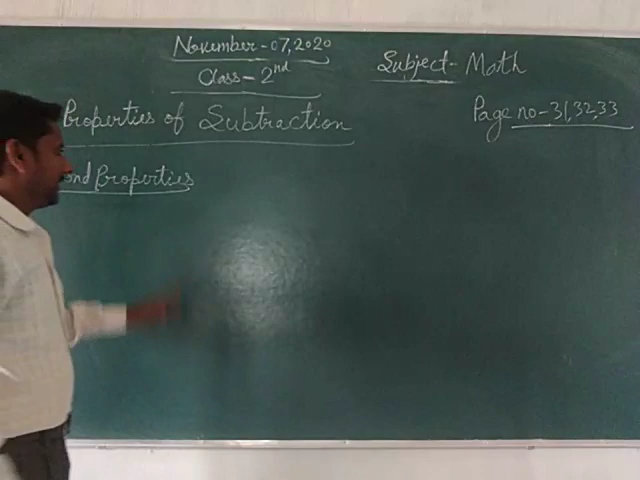 November-07,2020
Class-2nd
Subject-Math
Properties of Subtraction
Page no-31,32,33
ond Properties